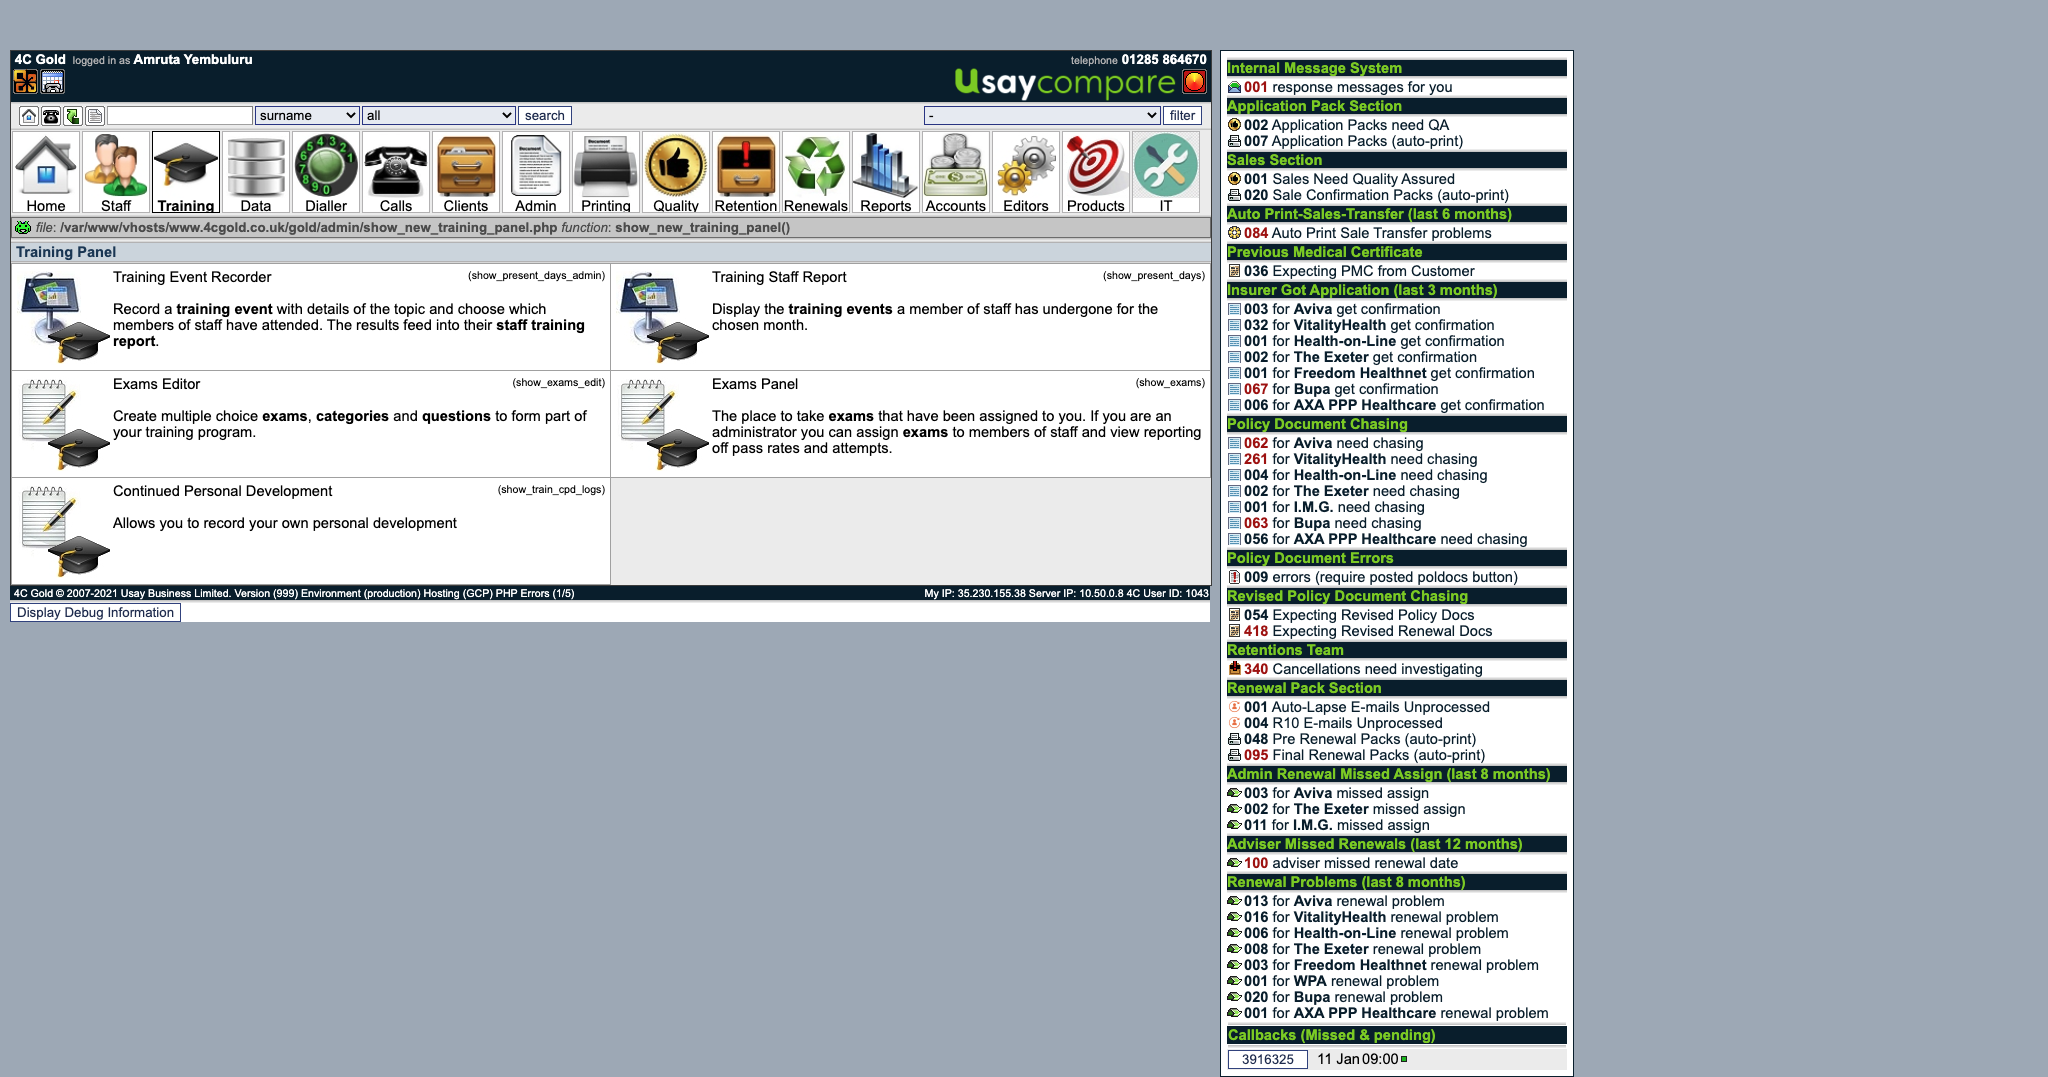 4C Gold logged in as Amruta Yembuluru
telephone 01285 864670
Usaycompare
surname all search - filter
Home Staff Training Data Dialler Calls Clients Admin Printing Quality Retention Renewals Reports Accounts Editors Products IT
file: /var/www/vhosts/www.4cgold.co.uk/gold/admin/show_new_training_panel.php function: show_new_training_panel()
Training Panel
Training Event Recorder (show_present_days_admin)
Record a training event with details of the topic and choose which
members of staff have attended. The results feed into their staff training
report.
Training Staff Report (show_present_days)
Display the training events a member of staff has undergone for the
chosen month.
Exams Editor (show_exams_edit)
Create multiple choice exams, categories and questions to form part of
your training program.
Exams Panel (show_exams)
The place to take exams that have been assigned to you. If you are an
administrator you can assign exams to members of staff and view reporting
off pass rates and attempts.
Continued Personal Development (show_train_cpd_logs)
Allows you to record your own personal development
4C Gold © 2007-2021 Usay Business Limited. Version (999) Environment (production) Hosting (GCP) PHP Errors (1/5)
My IP: 35.230.155.38 Server IP: 10.50.0.8 4C User ID: 1043
Display Debug Information
Internal Message System
001 response messages for you
Application Pack Section
002 Application Packs need QA
007 Application Packs (auto-print)
Sales Section
001 Sales Need Quality Assured
020 Sale Confirmation Packs (auto-print)
Auto Print-Sales-Transfer (last 6 months)
084 Auto Print Sale Transfer problems
Previous Medical Certificate
036 Expecting PMC from Customer
Insurer Got Application (last 3 months)
003 for Aviva get confirmation
032 for VitalityHealth get confirmation
001 for Health-on-Line get confirmation
002 for The Exeter get confirmation
001 for Freedom Healthnet get confirmation
067 for Bupa get confirmation
006 for AXA PPP Healthcare get confirmation
Policy Document Chasing
062 for Aviva need chasing
261 for VitalityHealth need chasing
004 for Health-on-Line need chasing
002 for The Exeter need chasing
001 for I.M.G. need chasing
063 for Bupa need chasing
056 for AXA PPP Healthcare need chasing
Policy Document Errors
009 errors (require posted poldocs button)
Revised Policy Document Chasing
054 Expecting Revised Policy Docs
418 Expecting Revised Renewal Docs
Retentions Team
340 Cancellations need investigating
Renewal Pack Section
001 Auto-Lapse E-mails Unprocessed
004 R10 E-mails Unprocessed
048 Pre Renewal Packs (auto-print)
095 Final Renewal Packs (auto-print)
Admin Renewal Missed Assign (last 8 months)
003 for Aviva missed assign
002 for The Exeter missed assign
011 for I.M.G. missed assign
Adviser Missed Renewals (last 12 months)
100 adviser missed renewal date
Renewal Problems (last 8 months)
013 for Aviva renewal problem
016 for VitalityHealth renewal problem
006 for Health-on-Line renewal problem
008 for The Exeter renewal problem
003 for Freedom Healthnet renewal problem
001 for WPA renewal problem
020 for Bupa renewal problem
001 for AXA PPP Healthcare renewal problem
Callbacks (Missed & pending)
3916325 11 Jan 09:00